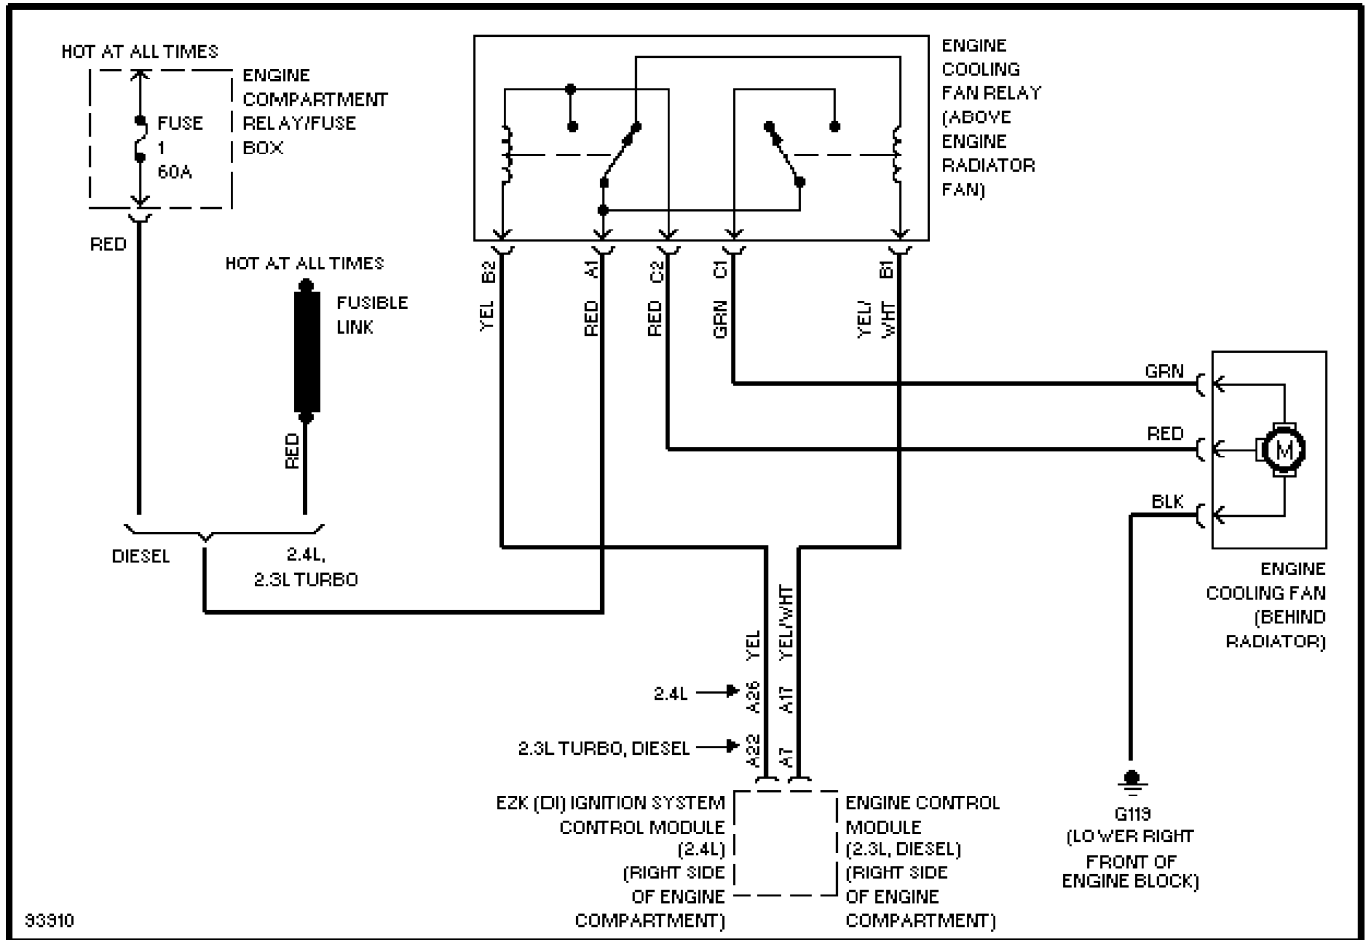 HOT AT ALL TIMES
ENGINE
COMPARTMENT
RELAY/FUSE
BOX
FUSE
1
60A
RED
HOT AT ALL TIMES
FUSIBLE
LINK
RED
DIESEL
2.4L,
2.3L TURBO
ENGINE
COOLING
FAN RELAY
(ABOVE
ENGINE
RADIATOR
FAN)
B2
A1
C2
C1
B1
YEL
RED
RED
GRN
YEL/
WHT
GRN
RED
BLK
M
ENGINE
COOLING FAN
(BEHIND
RADIATOR)
YEL
YEL/WHT
2.4L
A26
A17
2.3L TURBO, DIESEL
A22
A7
EZK (DI) IGNITION SYSTEM
CONTROL MODULE
(2.4L)
(RIGHT SIDE
OF ENGINE
COMPARTMENT)
ENGINE CONTROL
MODULE
(2.3L, DIESEL)
(RIGHT SIDE
OF ENGINE
COMPARTMENT)
G119
(LOWER RIGHT
FRONT OF
ENGINE BLOCK)
93910